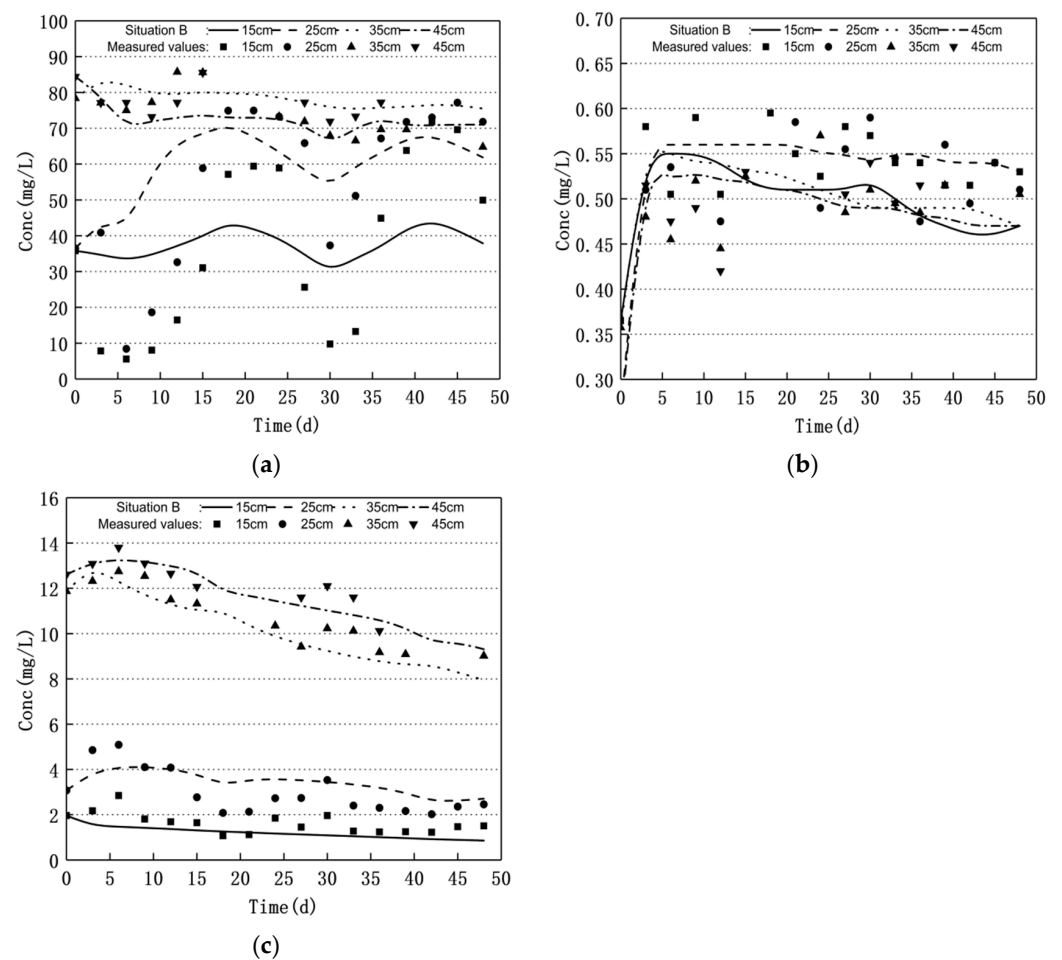 Situation B 15cm 25cm 35cm 45cm
Measured values: 15cm 25cm 35cm 45cm
100
90
80
70
60
50
40
30
20
10
0
Conc(mg/L)
0 5 10 15 20 25 30 35 40 45 50
Time(d)
(a)
Situation B 15cm 25cm 35cm 45cm
Measured values: 15cm 25cm 35cm 45cm
0.70
0.65
0.60
0.55
0.50
0.45
0.40
0.35
0.30
Conc(mg/L)
0 5 10 15 20 25 30 35 40 45 50
Time(d)
(b)
Situation B 15cm 25cm 35cm 45cm
Measured values: 15cm 25cm 35cm 45cm
16
14
12
10
8
6
4
2
0
Conc(mg/L)
0 5 10 15 20 25 30 35 40 45 50
Time(d)
(c)